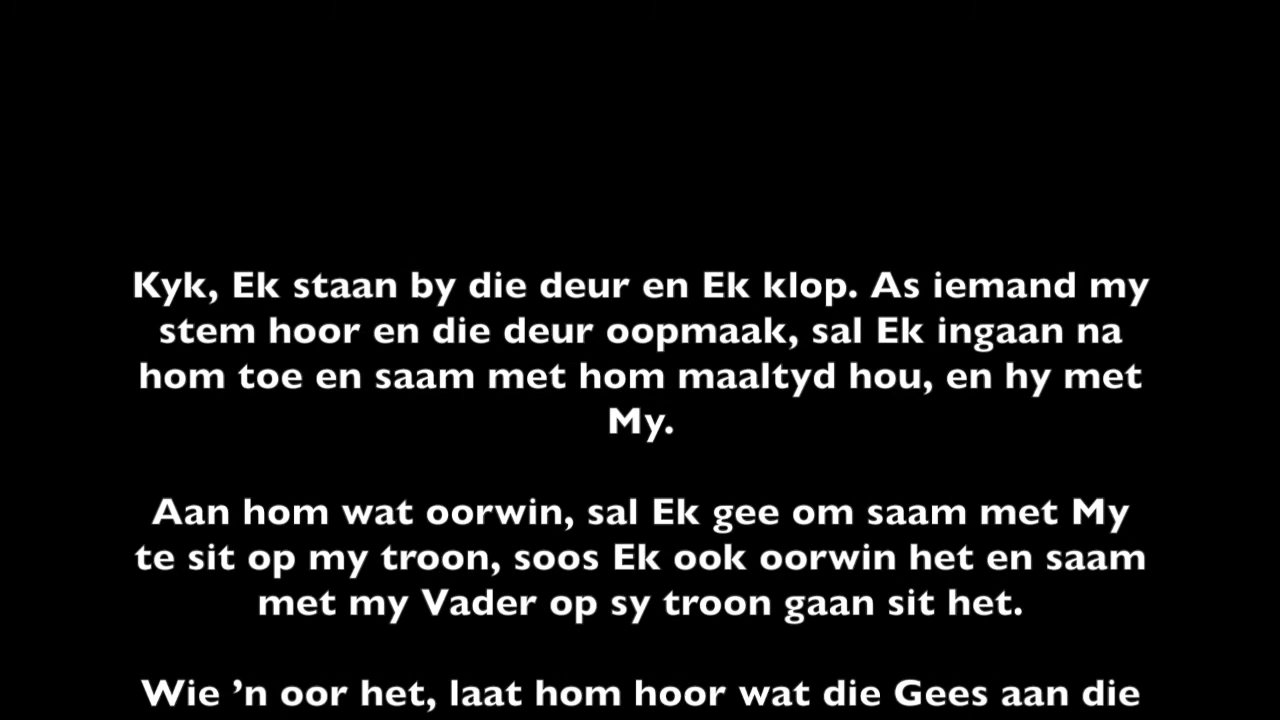 Kyk, Ek staan by die deur en Ek klop. As iemand my
stem hoor en die deur oopmaak, sal Ek ingaan na
hom toe en saam met hom maaltyd hou, en hy met
My.
Aan hom wat oorwin, sal Ek gee om saam met My
te sit op my troon, soos Ek ook oorwin het en saam
met my Vader op sy troon gaan sit het.
Wie ’n oor het, laat hom hoor wat die Gees aan die